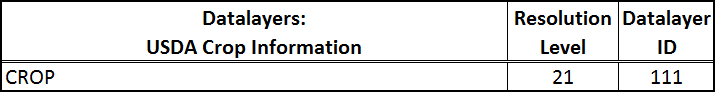 Datalayers: Resolution Datalayer
USDA Crop Information Level ID
CROP 21 111